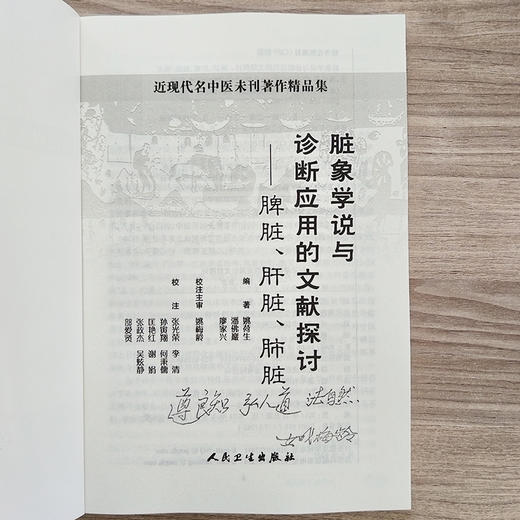 近现代名中医未刊著作精品集
脏象学说与
诊断应用的文献探讨
——脾脏、肝脏、肺脏
编著 姚荷生
潘佛巖
廖家兴
校注主审 姚梅龄
校注 张光荣 李清
孙寅翔 何秉儒
匡艳红 谢娟
张政杰 吴炫静
邵爱贤
遵良知 弘人道 法自然
姚梅龄
人民卫生出版社